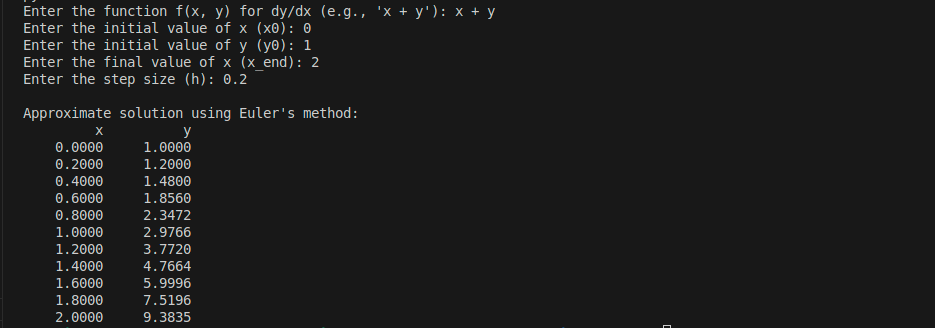 Enter the function f(x, y) for dy/dx (e.g., 'x + y'): x + y
Enter the initial value of x (x0): 0
Enter the initial value of y (y0): 1
Enter the final value of x (x_end): 2
Enter the step size (h): 0.2
Approximate solution using Euler's method:
x y
0.0000 1.0000
0.2000 1.2000
0.4000 1.4800
0.6000 1.8560
0.8000 2.3472
1.0000 2.9766
1.2000 3.7720
1.4000 4.7664
1.6000 5.9996
1.8000 7.5196
2.0000 9.3835